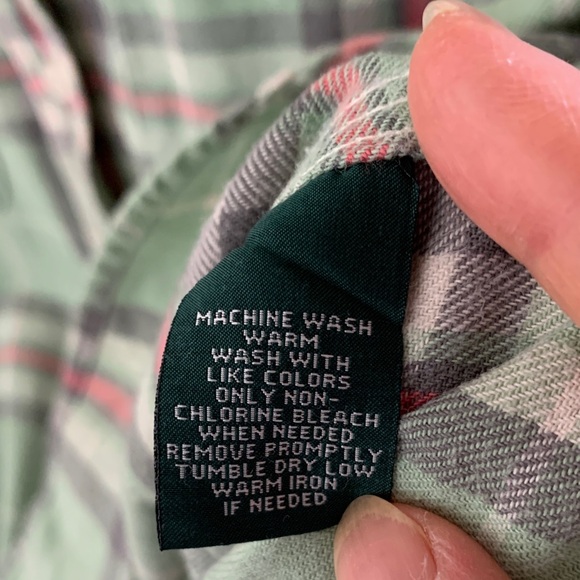 MACHINE WASH
WARM
WASH WITH
LIKE COLORS
ONLY NON-
CHLORINE BLEACH
WHEN NEEDED
REMOVE PROMPTLY
TUMBLE DRY LOW
WARM IRON
IF NEEDED